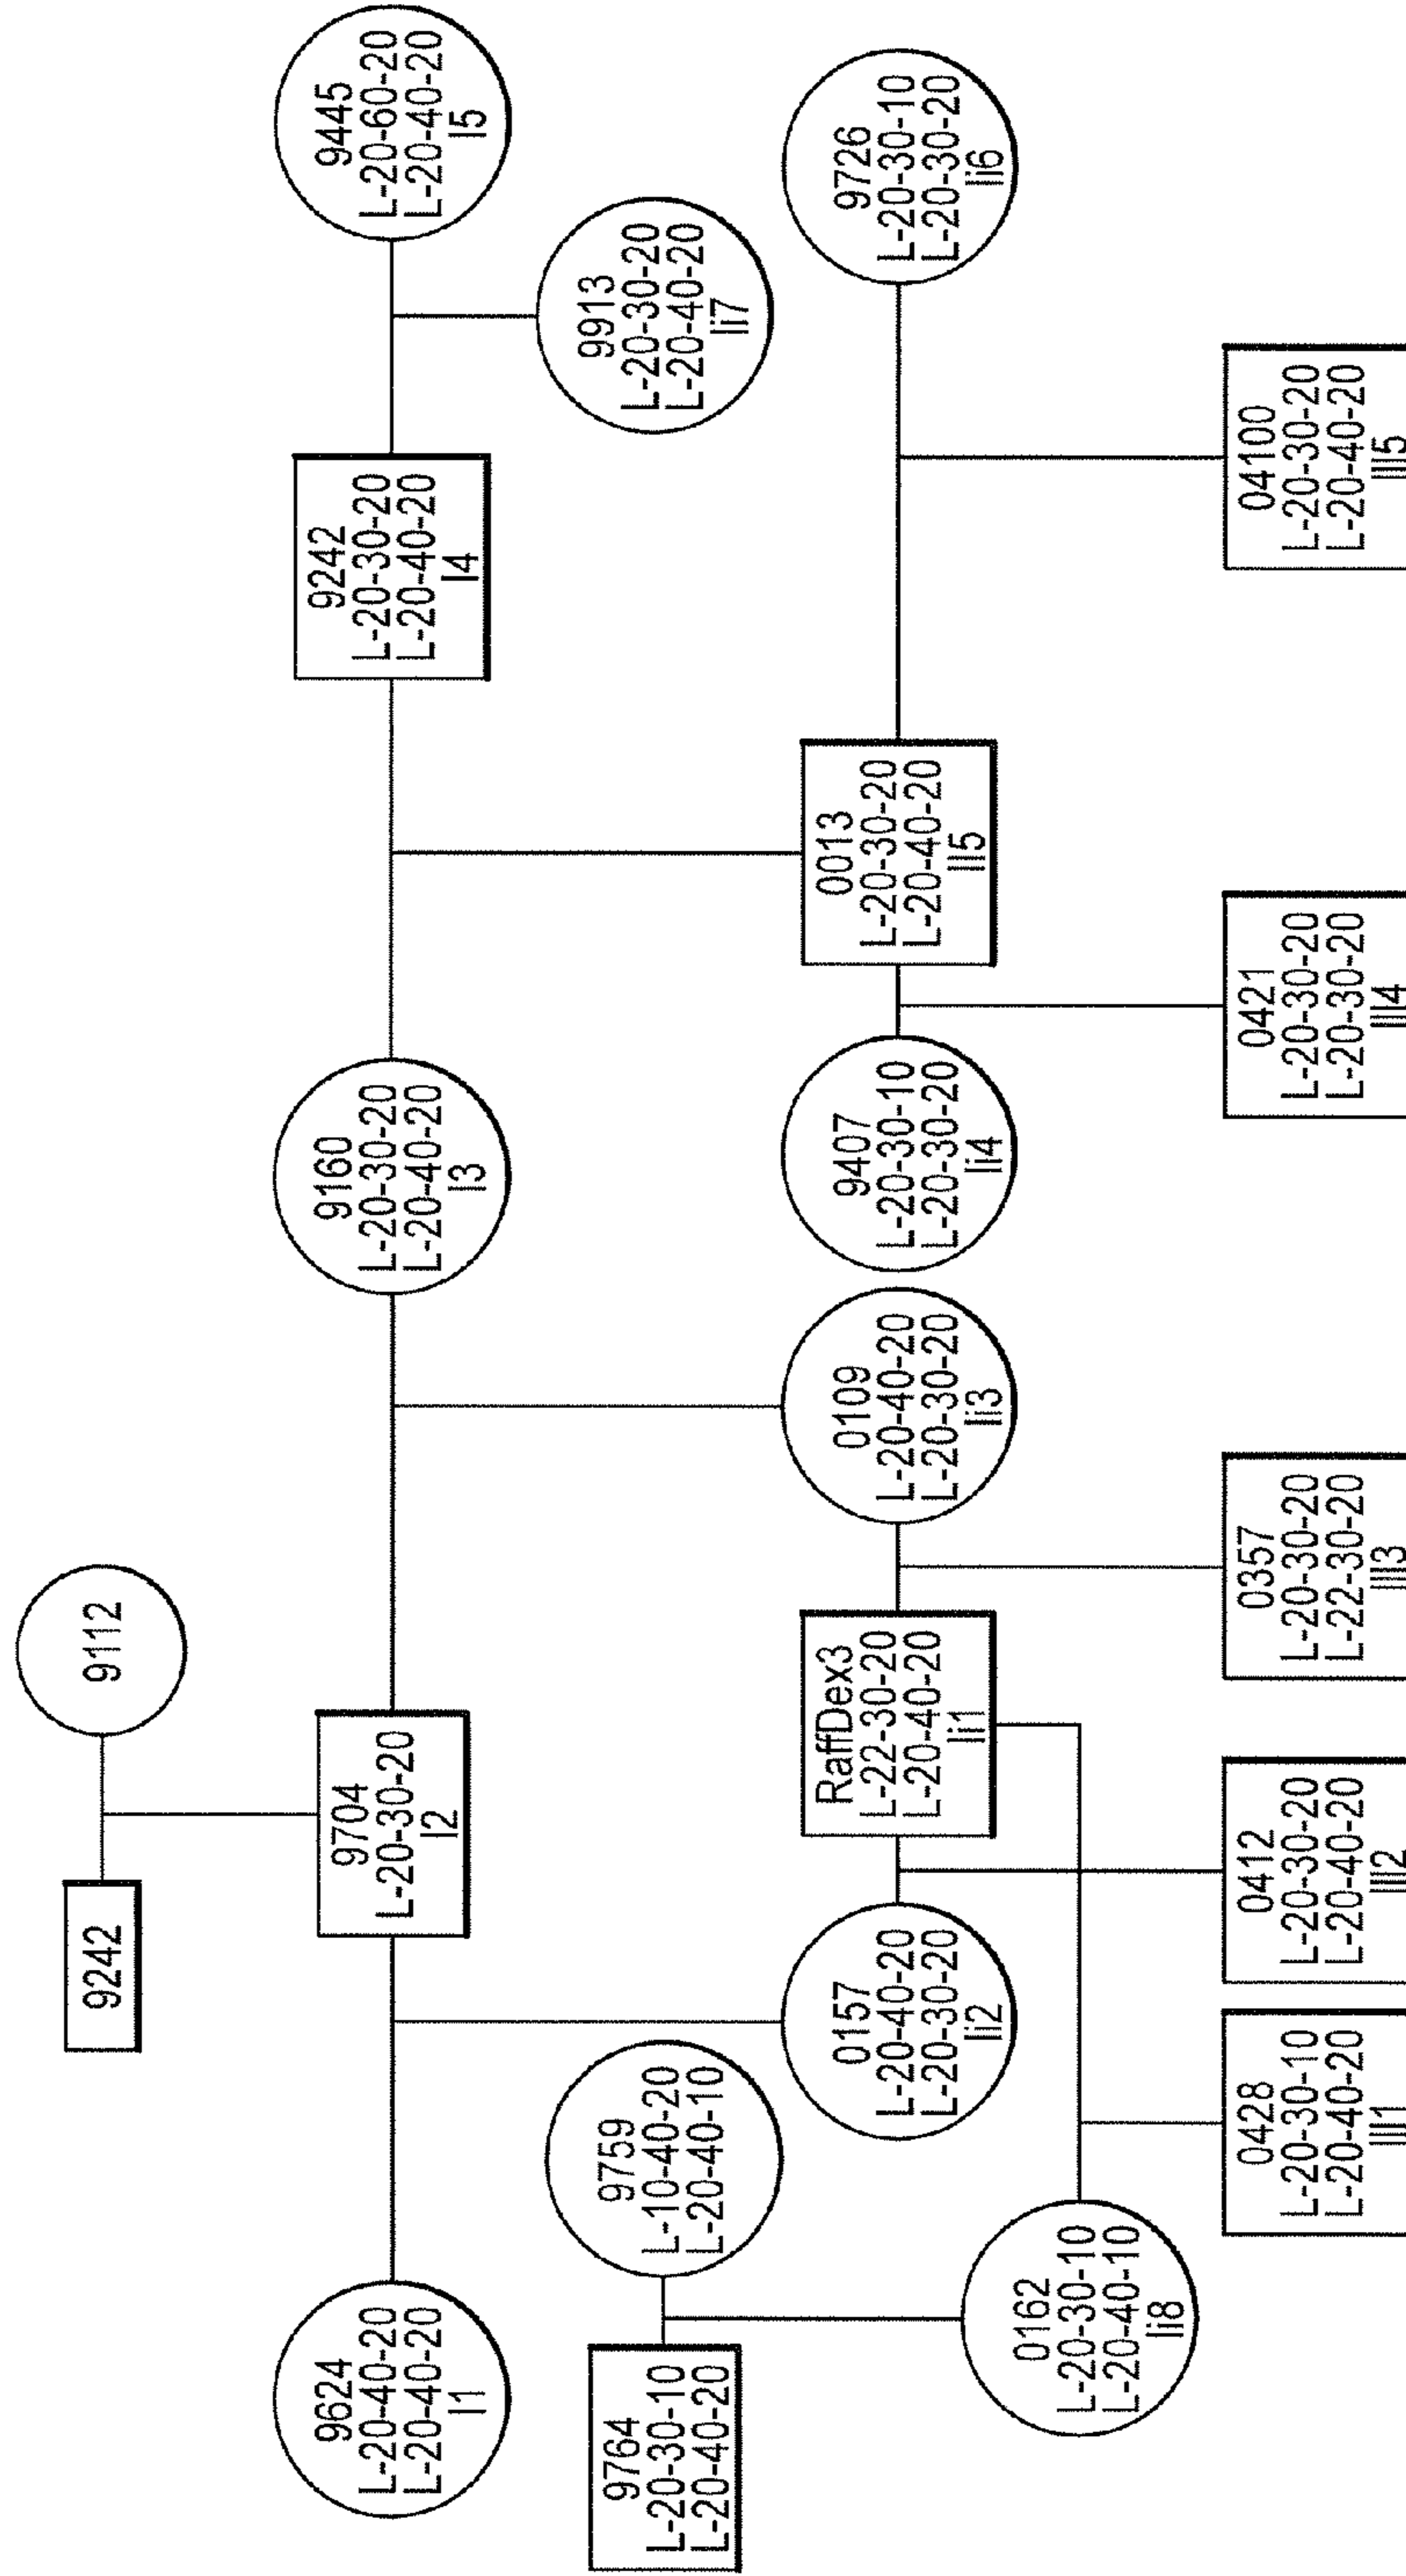 9242
9112
9624
L-20-40-20
L-20-40-20
I1
9704
L-20-30-20
I2
9160
L-20-30-20
L-20-40-20
I3
9242
L-20-30-20
L-20-40-20
I4
9445
L-20-60-20
L-20-40-20
I5
9764
L-20-30-10
L-20-40-20
9759
L-10-40-20
L-20-40-10
9913
L-20-30-20
L-20-40-20
Ii7
0157
L-20-40-20
L-20-30-20
Ii2
RaffDex3
L-22-30-20
L-20-40-20
Ii1
0109
L-20-40-20
L-20-30-20
Ii3
9407
L-20-30-10
L-20-30-20
Ii4
0013
L-20-30-20
L-20-40-20
II5
9726
L-20-30-10
L-20-30-20
Ii6
0162
L-20-30-10
L-20-40-10
Ii8
0428
L-20-30-10
L-20-40-20
III1
0412
L-20-30-20
L-20-40-20
III2
0357
L-20-30-20
L-22-30-20
III3
0421
L-20-30-20
L-20-30-20
III4
04100
L-20-30-20
L-20-40-20
III5